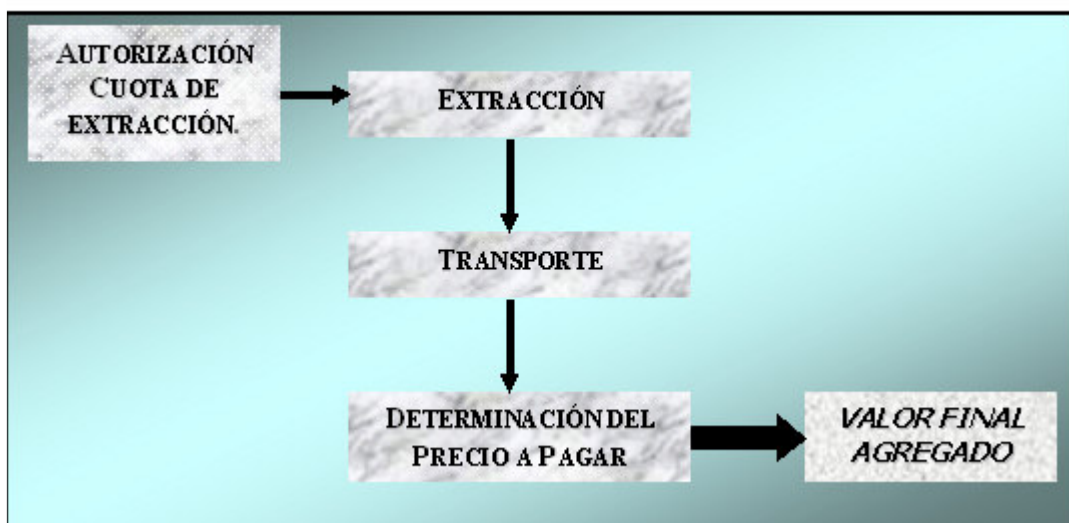 AUTORIZACIÓN
CUOTA DE
EXTRACCIÓN.
EXTRACCIÓN
TRANSPORTE
DETERMINACIÓN DEL
PRECIO A PAGAR
VALOR FINAL
AGREGADO